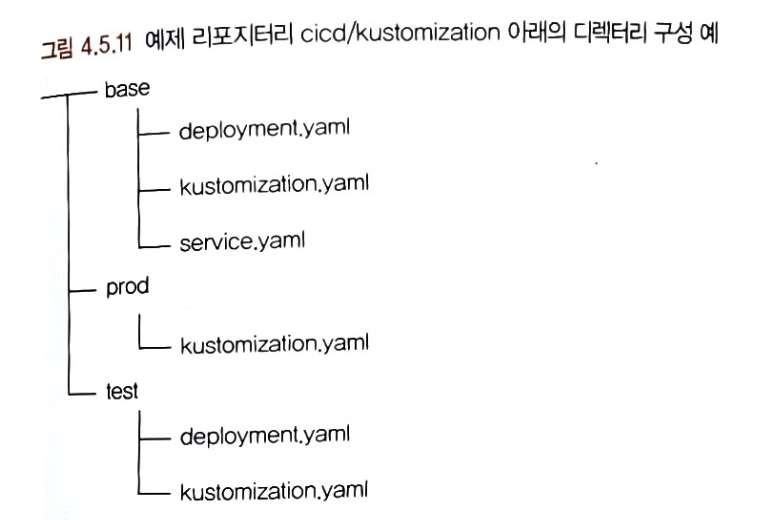 그림 4.5.11 예제 리포지터리 cicd/kustomization 아래의 디렉터리 구성 예
base
deployment.yaml
kustomization.yaml
service.yaml
prod
kustomization.yaml
test
deployment.yaml
kustomization.yaml